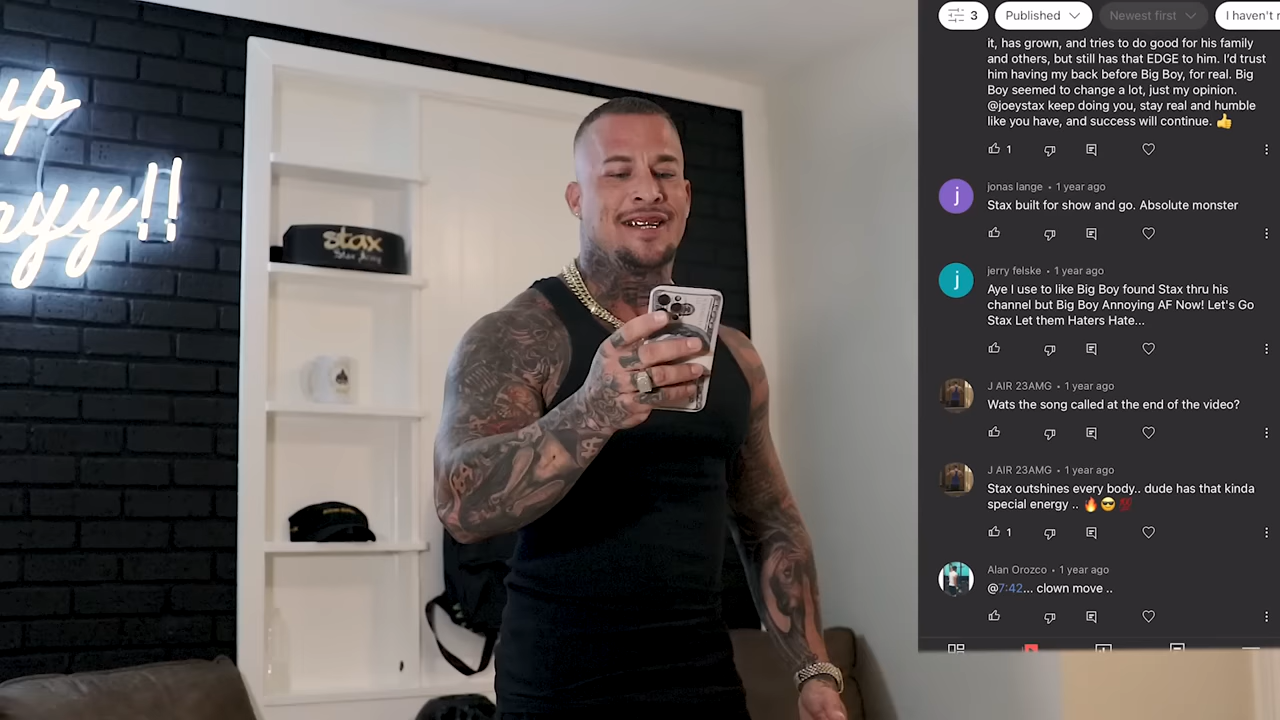 up
rgy!!
stax
3
Published
Newest first
I haven't r
it, has grown, and tries to do good for his family
and others, but still has that EDGE to him. I'd trust
him having my back before Big Boy, for real. Big
Boy seemed to change a lot, just my opinion.
@joeystax keep doing you, stay real and humble
like you have, and success will continue. 👍
1
j
jonas lange • 1 year ago
Stax built for show and go. Absolute monster
j
jerry felske • 1 year ago
Aye I use to like Big Boy found Stax thru his
channel but Big Boy Annoying AF Now! Let's Go
Stax Let them Haters Hate...
J AIR 23AMG • 1 year ago
Wats the song called at the end of the video?
J AIR 23AMG • 1 year ago
Stax outshines every body.. dude has that kinda
special energy .. 🔥😎💯
1
Alan Orozco • 1 year ago
@7:42... clown move ..